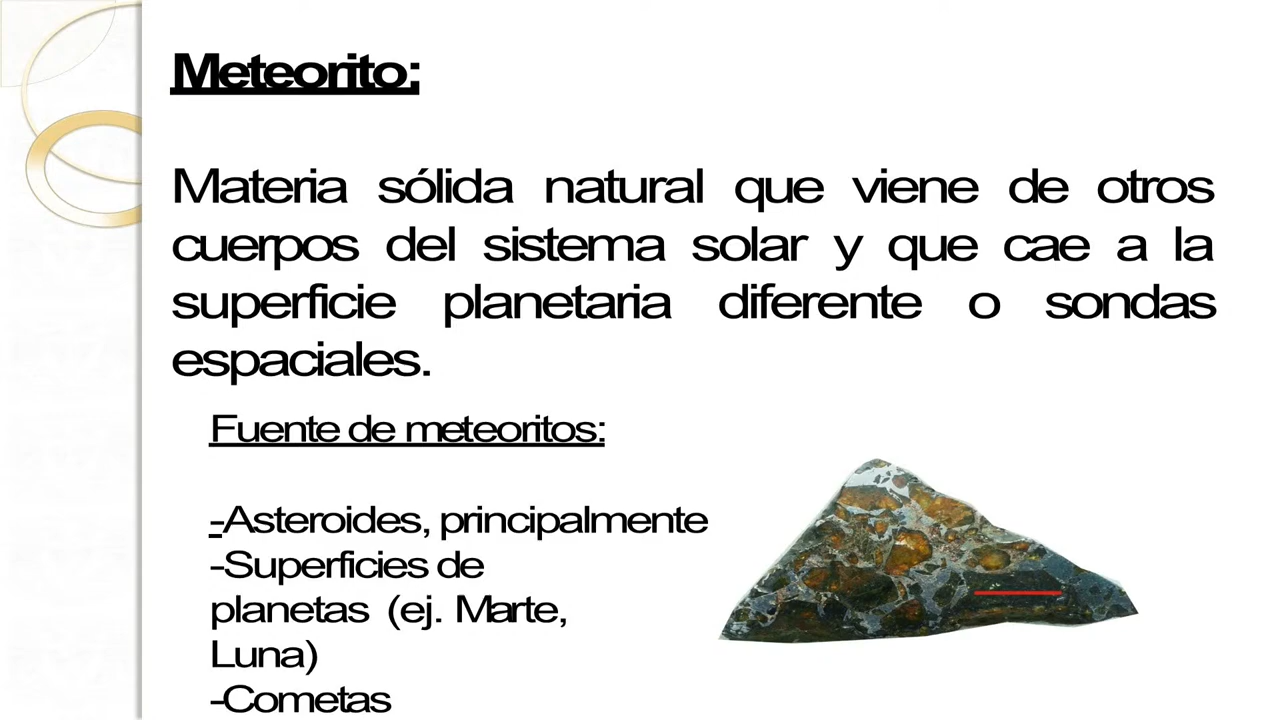 Meteorito:
Materia sólida natural que viene de otros
cuerpos del sistema solar y que cae a la
superficie planetaria diferente o sondas
espaciales.
Fuente de meteoritos:
-Asteroides, principalmente
-Superficies de
planetas (ej. Marte,
Luna)
-Cometas